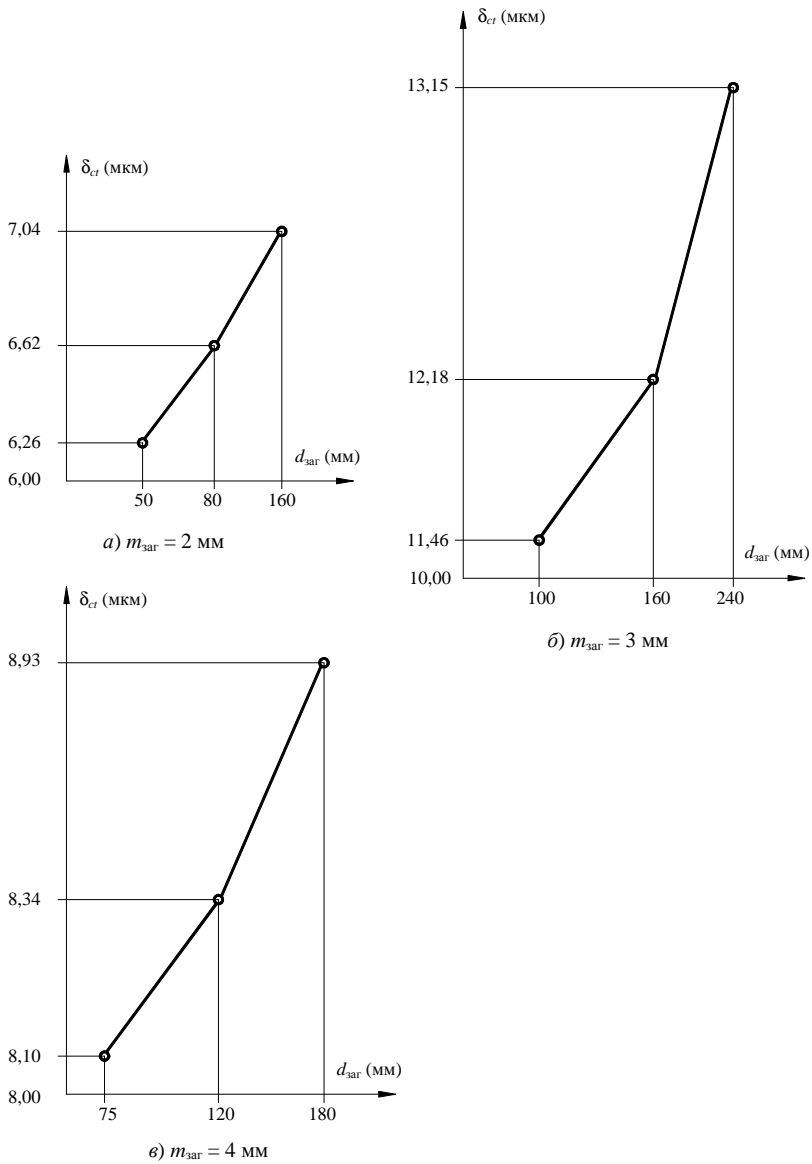 δct (мкм)
7,04
6,62
6,26
6,00
50
80
160
dзаг (мм)
а) mзаг = 2 мм
δct (мкм)
13,15
12,18
11,46
10,00
100
160
240
dзаг (мм)
б) mзаг = 3 мм
δct (мкм)
8,93
8,34
8,10
8,00
75
120
180
dзаг (мм)
в) mзаг = 4 мм